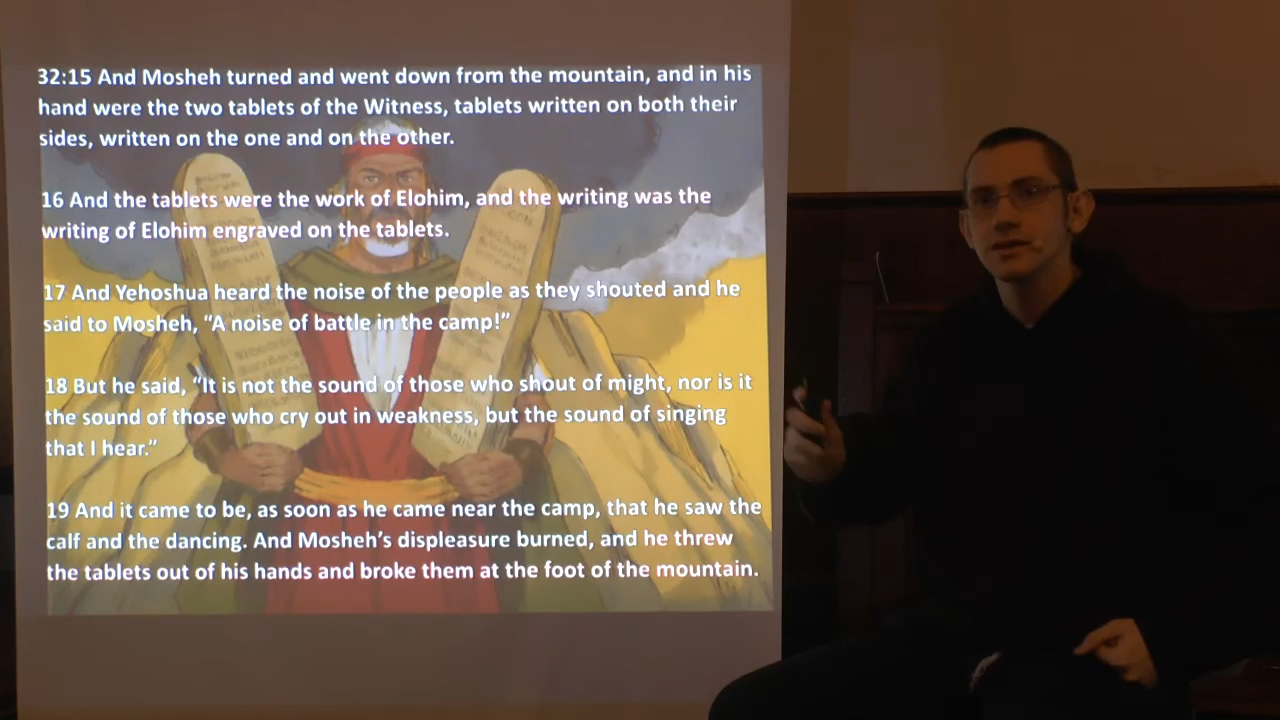 32:15 And Mosheh turned and went down from the mountain, and in his
hand were the two tablets of the Witness, tablets written on both their
sides, written on the one and on the other.
16 And the tablets were the work of Elohim, and the writing was the
writing of Elohim engraved on the tablets.
17 And Yehoshua heard the noise of the people as they shouted and he
said to Mosheh, “A noise of battle in the camp!”
18 But he said, “It is not the sound of those who shout of might, nor is it
the sound of those who cry out in weakness, but the sound of singing
that I hear.”
19 And it came to be, as soon as he came near the camp, that he saw the
calf and the dancing. And Mosheh’s displeasure burned, and he threw
the tablets out of his hands and broke them at the foot of the mountain.